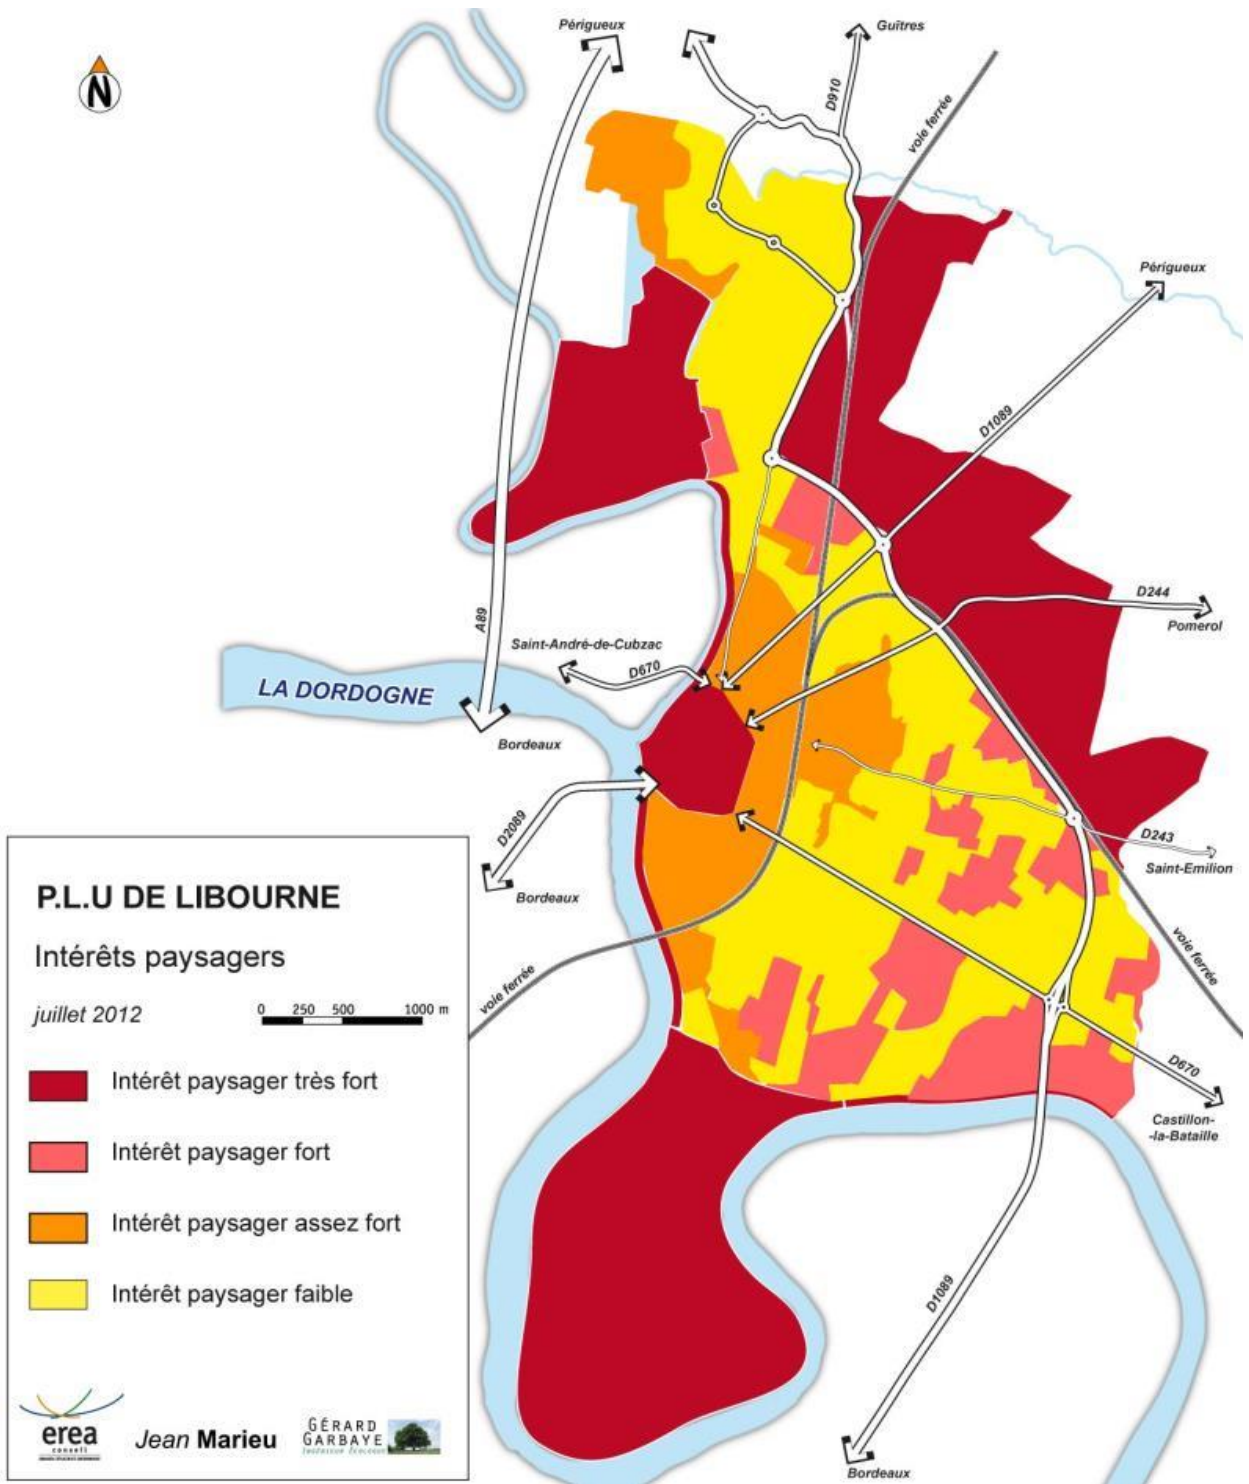 Périgueux
Guîtres
N
D910
voie ferrée
Périgueux
D1089
A89
D244
Pomerol
Saint-André-de-Cubzac
D670
LA DORDOGNE
Bordeaux
D2089
Bordeaux
D243
Saint-Emilion
voie ferrée
voie ferrée
D670
Castillon-
-la-Bataille
D1089
Bordeaux
P.L.U DE LIBOURNE
Intérêts paysagers
juillet 2012
0 250 500 1000 m
Intérêt paysager très fort
Intérêt paysager fort
Intérêt paysager assez fort
Intérêt paysager faible
erea
conseil
Jean Marieu
GÉRARD
GARBAYE